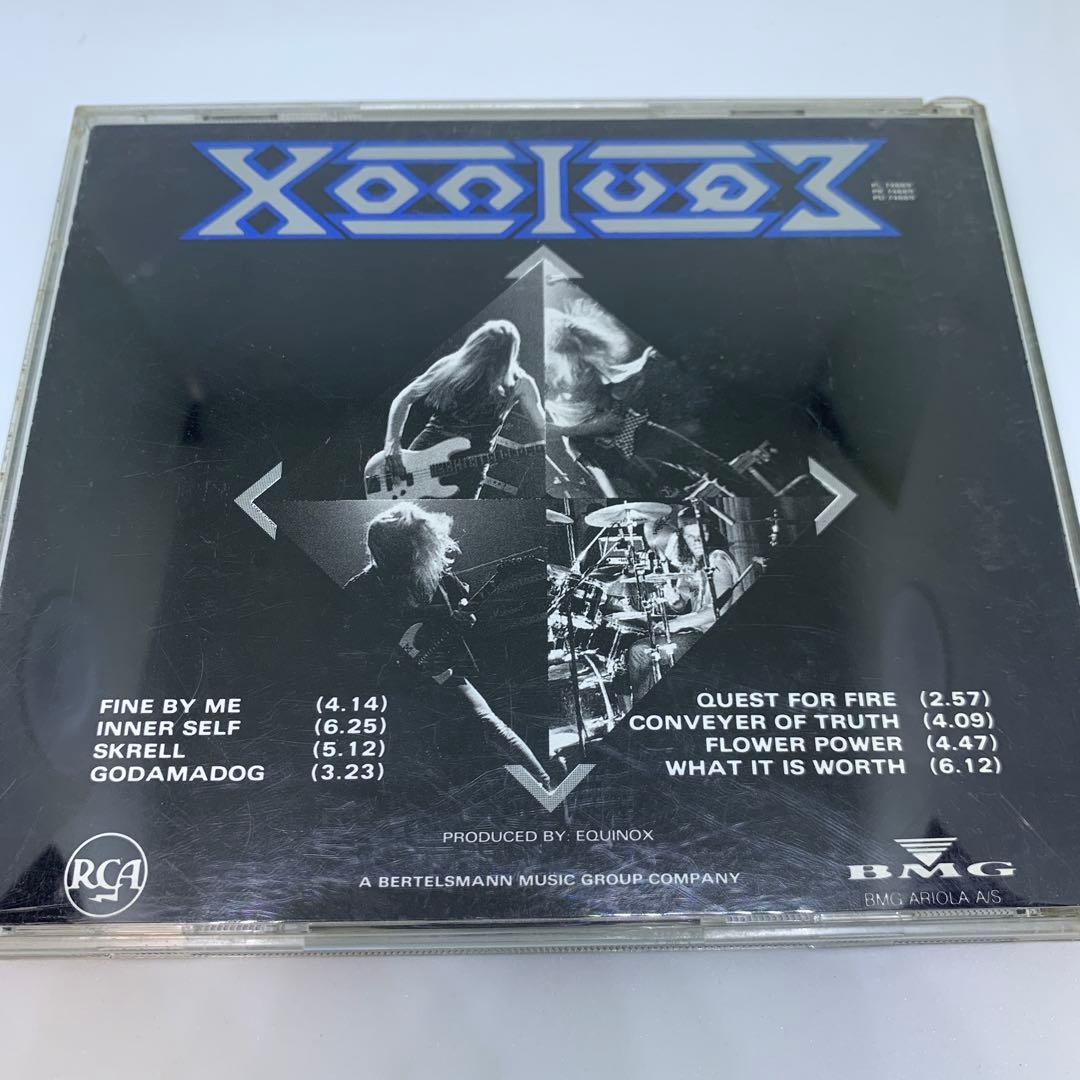 EQUINOX
FINE BY ME (4.14)
INNER SELF (6.25)
SKRELL (5.12)
GODAMADOG (3.23)
QUEST FOR FIRE (2.57)
CONVEYER OF TRUTH (4.09)
FLOWER POWER (4.47)
WHAT IT IS WORTH (6.12)
PRODUCED BY: EQUINOX
A BERTELSMANN MUSIC GROUP COMPANY
RCA
BMG
BMG ARIOLA A/S